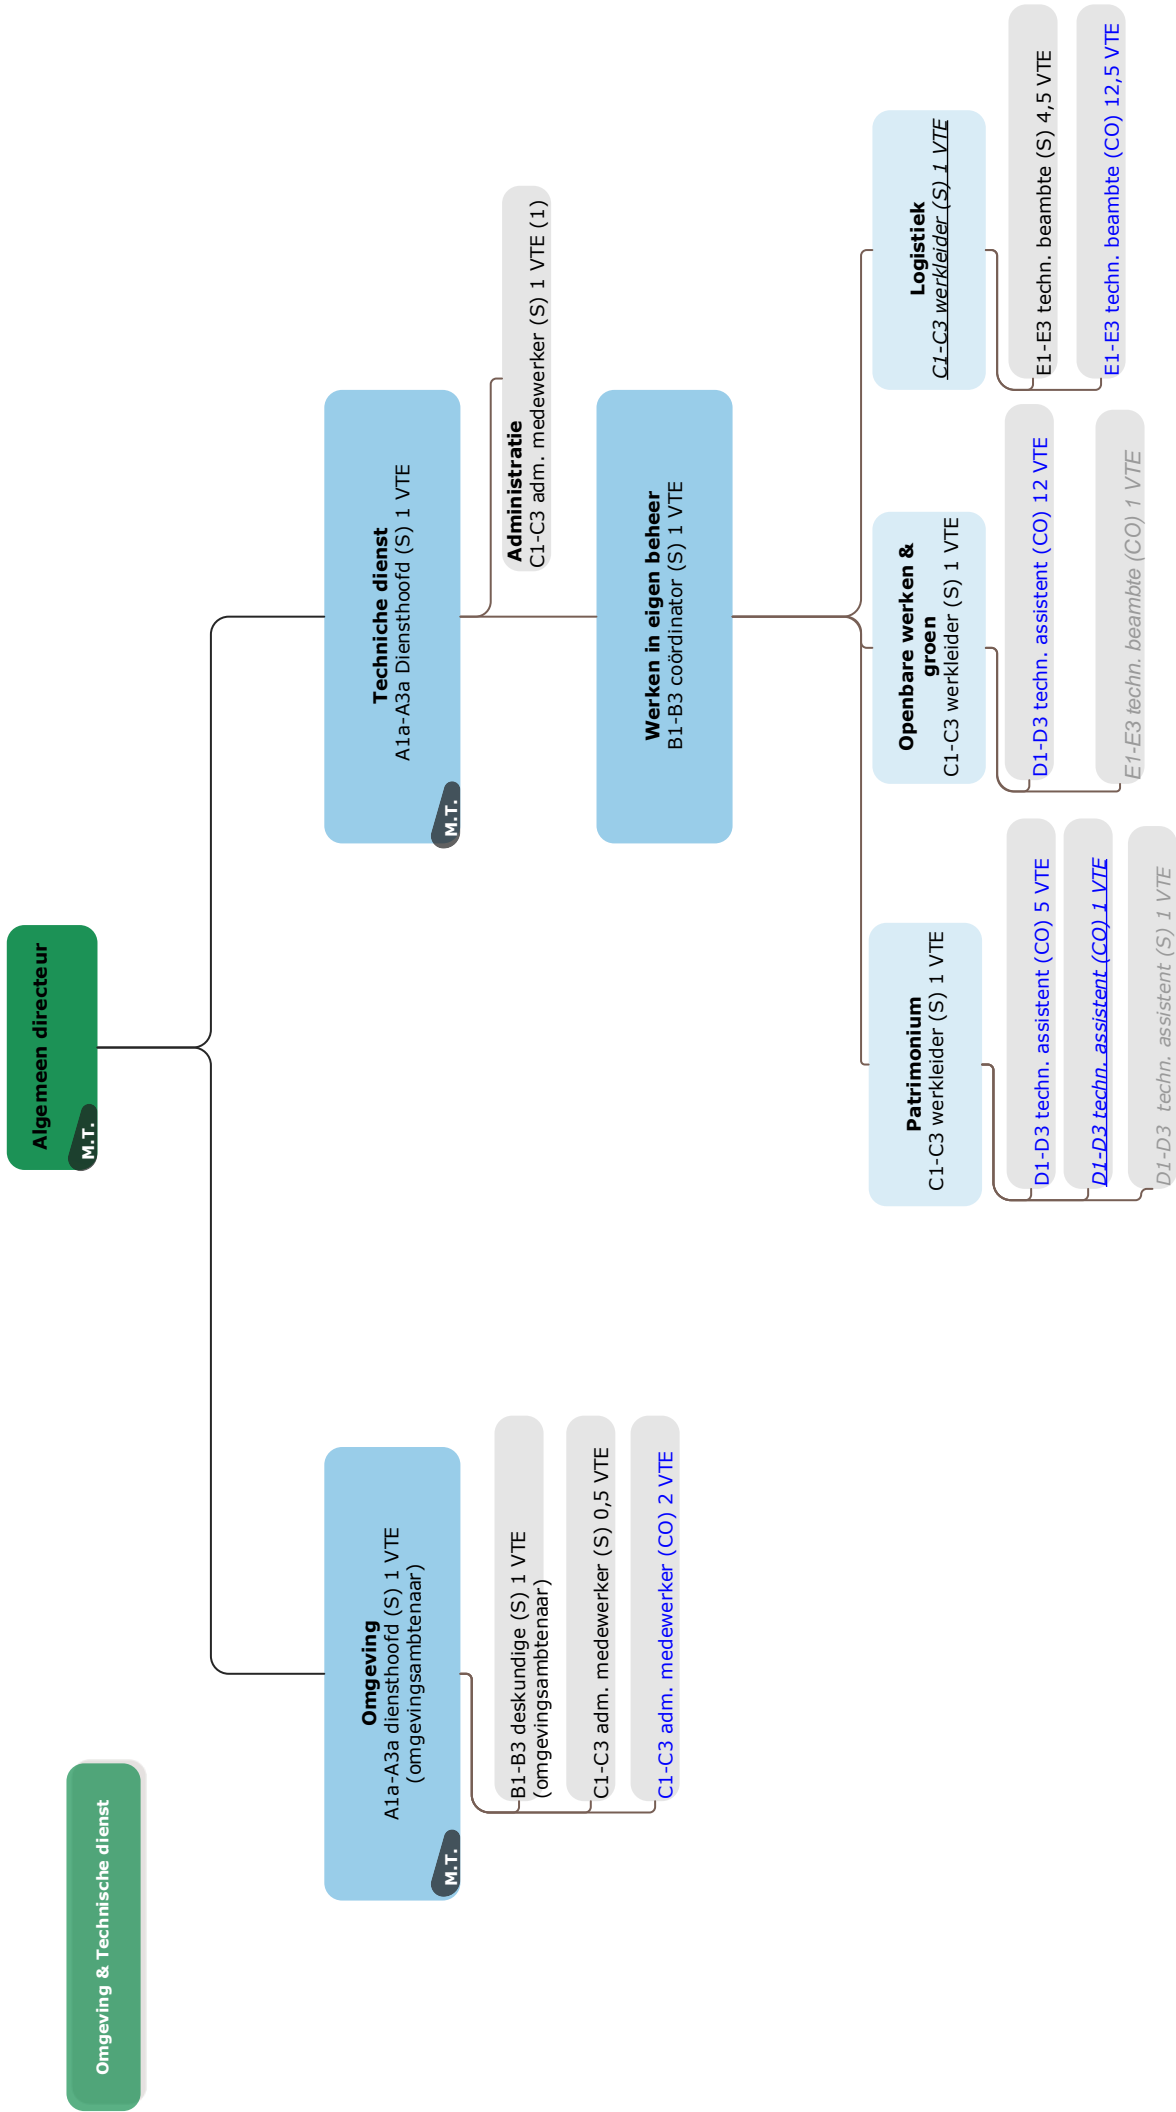 Omgeving & Technische dienst
Algemeen directeur
M.T.
Omgeving
A1a-A3a diensthoofd (S) 1 VTE
(omgevingsambtenaar)
M.T.
B1-B3 deskundige (S) 1 VTE
(omgevingsambtenaar)
C1-C3 adm. medewerker (S) 0,5 VTE
C1-C3 adm. medewerker (CO) 2 VTE
Techniche dienst
A1a-A3a Diensthoofd (S) 1 VTE
M.T.
Administratie
C1-C3 adm. medewerker (S) 1 VTE (1)
Werken in eigen beheer
B1-B3 coördinator (S) 1 VTE
Patrimonium
C1-C3 werkleider (S) 1 VTE
D1-D3 techn. assistent (CO) 5 VTE
D1-D3 techn. assistent (CO) 1 VTE
D1-D3 techn. assistent (S) 1 VTE
Openbare werken &
groen
C1-C3 werkleider (S) 1 VTE
D1-D3 techn. assistent (CO) 12 VTE
E1-E3 techn. beambte (CO) 1 VTE
Logistiek
C1-C3 werkleider (S) 1 VTE
E1-E3 techn. beambte (S) 4,5 VTE
E1-E3 techn. beambte (CO) 12,5 VTE